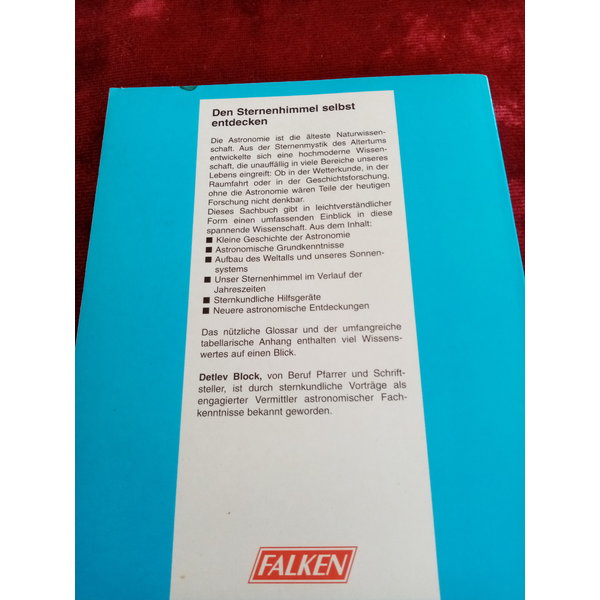 Den Sternenhimmel selbst
entdecken
Die Astronomie ist die älteste Naturwissen-
schaft. Aus der Sternenmystik des Altertums
entwickelte sich eine hochmoderne Wissen-
schaft, die unauffällig in viele Bereiche unseres
Lebens eingreift: Ob in der Wetterkunde, in der
Raumfahrt oder in der Geschichtsforschung,
ohne die Astronomie wären Teile der heutigen
Forschung nicht denkbar.
Dieses Sachbuch gibt in leichtverständlicher
Form einen umfassenden Einblick in diese
spannende Wissenschaft. Aus dem Inhalt:
■ Kleine Geschichte der Astronomie
■ Astronomische Grundkenntnisse
■ Aufbau des Weltalls und unseres Sonnen-
systems
■ Unser Sternenhimmel im Verlauf der
Jahreszeiten
■ Sternkundliche Hilfsgeräte
■ Neuere astronomische Entdeckungen
Das nützliche Glossar und der umfangreiche
tabellarische Anhang enthalten viel Wissens-
wertes auf einen Blick.
Detlev Block, von Beruf Pfarrer und Schrift-
steller, ist durch sternkundliche Vorträge als
engagierter Vermittler astronomischer Fach-
kenntnisse bekannt geworden.
FALKEN